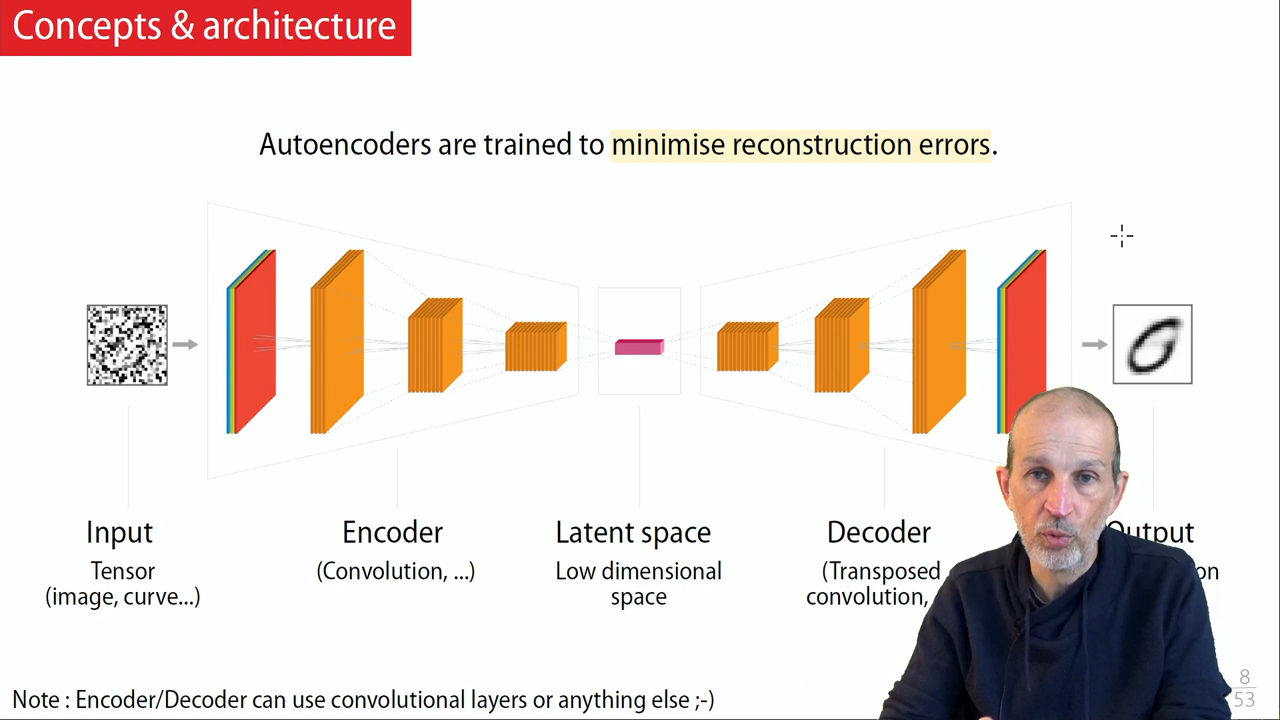 Concepts & architecture
Autoencoders are trained to minimise reconstruction errors.
Input
Tensor
(image, curve...)
Encoder
(Convolution, ...)
Latent space
Low dimensional
space
Decoder
(Transposed
convolution,
Output
Note : Encoder/Decoder can use convolutional layers or anything else ;-)
8
53